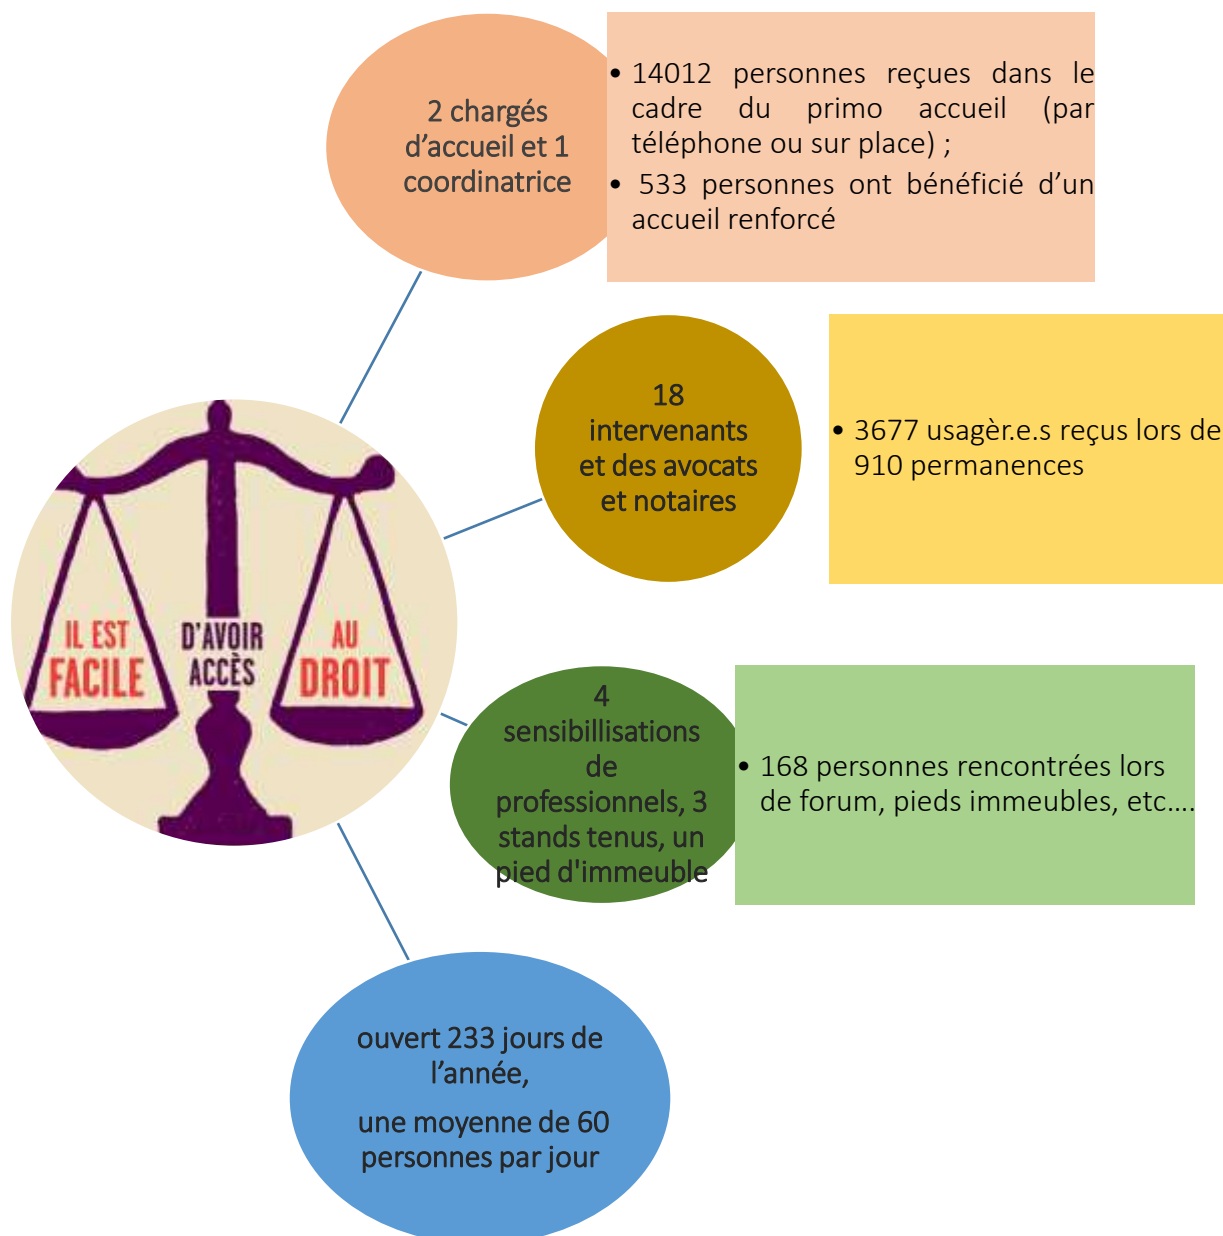 2 chargés
d’accueil et 1
coordinatrice
• 14012 personnes reçues dans le
cadre du primo accueil (par
téléphone ou sur place) ;
• 533 personnes ont bénéficié d’un
accueil renforcé
18
intervenants
et des avocats
et notaires
• 3677 usagèr.e.s reçus lors de
910 permanences
IL EST
FACILE
D'AVOIR
ACCÈS
AU
DROIT
4
sensibillisations
de
professionnels, 3
stands tenus, un
pied d'immeuble
• 168 personnes rencontrées lors
de forum, pieds immeubles, etc....
ouvert 233 jours de
l’année,
une moyenne de 60
personnes par jour